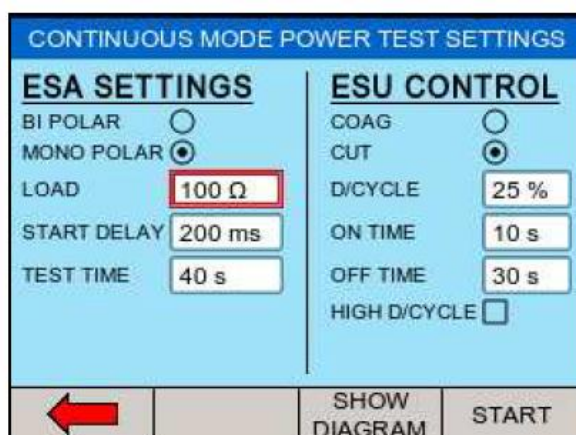 CONTINUOUS MODE POWER TEST SETTINGS
ESA SETTINGS
BI POLAR
MONO POLAR
LOAD 100 Ω
START DELAY 200 ms
TEST TIME 40 s
ESU CONTROL
COAG
CUT
D/CYCLE 25 %
ON TIME 10 s
OFF TIME 30 s
HIGH D/CYCLE
SHOW
DIAGRAM
START